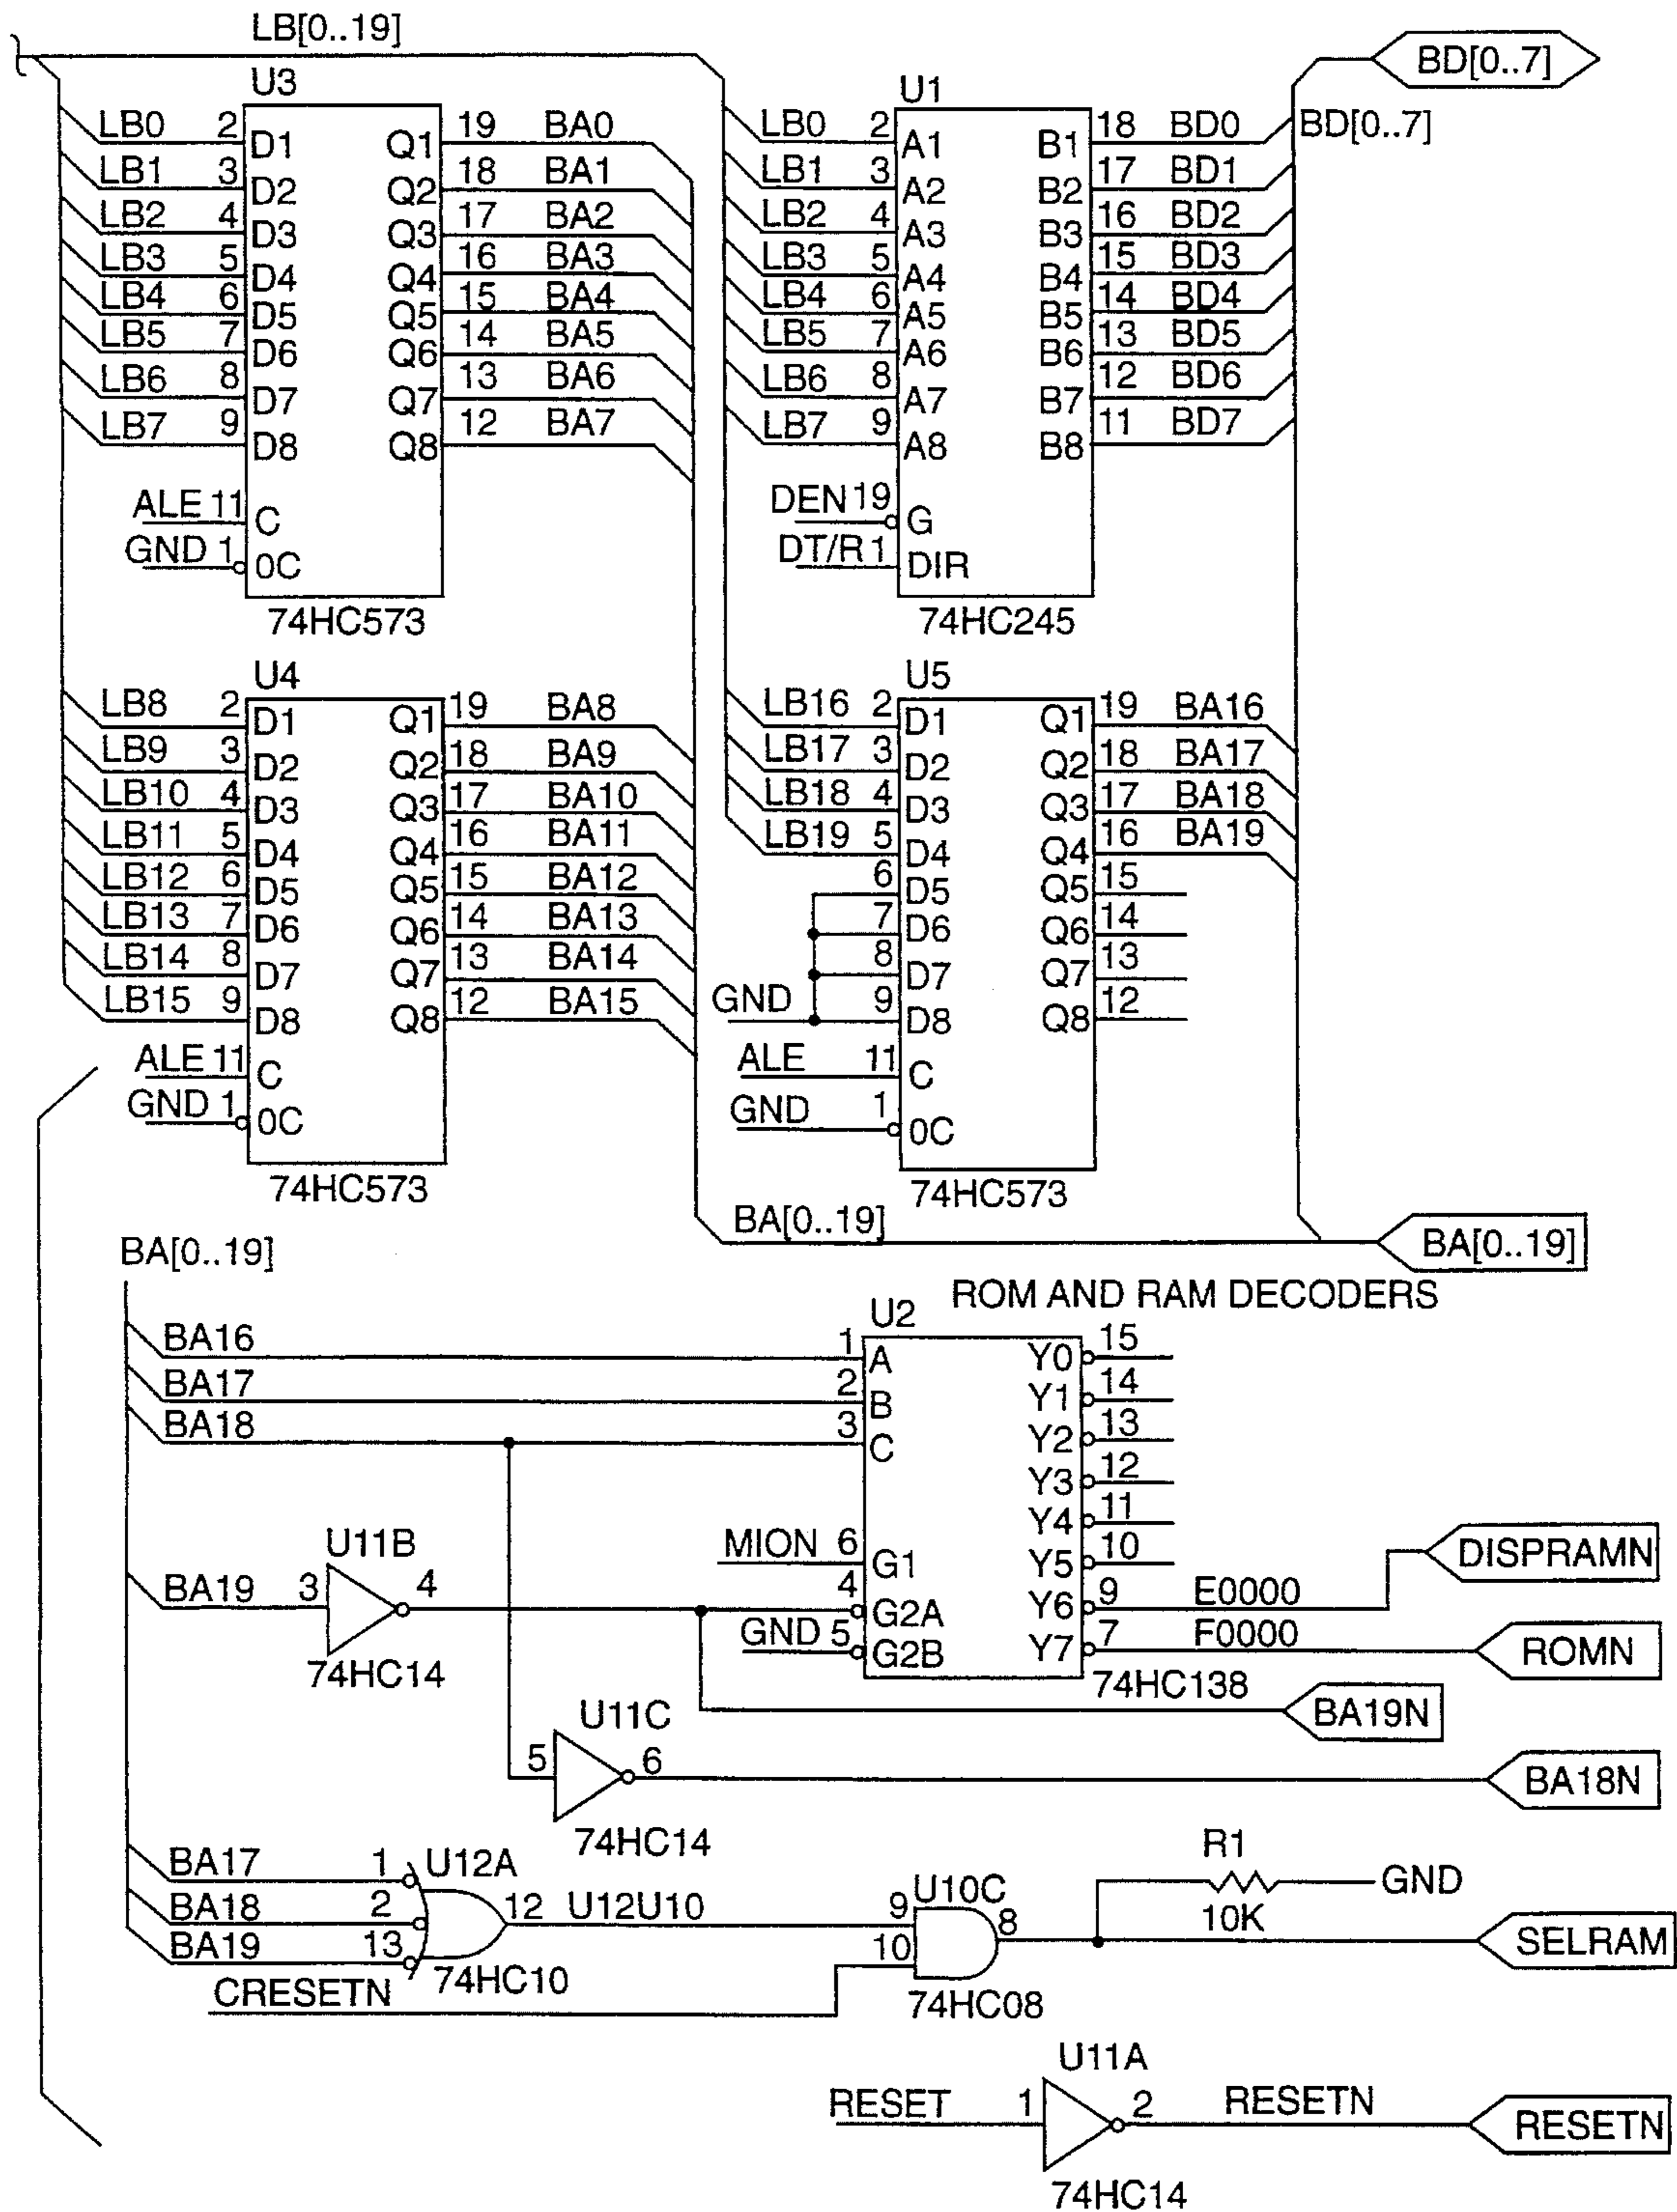 LB[0..19]
BD[0..7]
BD[0..7]
U3
LB0 2 D1 Q1 19 BA0
LB1 3 D2 Q2 18 BA1
LB2 4 D3 Q3 17 BA2
LB3 5 D4 Q4 16 BA3
LB4 6 D5 Q5 15 BA4
LB5 7 D6 Q6 14 BA5
LB6 8 D7 Q7 13 BA6
LB7 9 D8 Q8 12 BA7
ALE 11 C
GND 1 0C
74HC573
U1
LB0 2 A1 B1 18 BD0
LB1 3 A2 B2 17 BD1
LB2 4 A3 B3 16 BD2
LB3 5 A4 B4 15 BD3
LB4 6 A5 B5 14 BD4
LB5 7 A6 B6 13 BD5
LB6 8 A7 B7 12 BD6
LB7 9 A8 B8 11 BD7
DEN 19 G
DT/R 1 DIR
74HC245
U4
LB8 2 D1 Q1 19 BA8
LB9 3 D2 Q2 18 BA9
LB10 4 D3 Q3 17 BA10
LB11 5 D4 Q4 16 BA11
LB12 6 D5 Q5 15 BA12
LB13 7 D6 Q6 14 BA13
LB14 8 D7 Q7 13 BA14
LB15 9 D8 Q8 12 BA15
ALE 11 C
GND 1 0C
74HC573
U5
LB16 2 D1 Q1 19 BA16
LB17 3 D2 Q2 18 BA17
LB18 4 D3 Q3 17 BA18
LB19 5 D4 Q4 16 BA19
6 D5 Q5 15
7 D6 Q6 14
8 D7 Q7 13
GND 9 D8 Q8 12
ALE 11 C
GND 1 0C
74HC573
BA[0..19]
BA[0..19]
BA[0..19]
ROM AND RAM DECODERS
U2
BA16 1 A Y0 15
BA17 2 B Y1 14
BA18 3 C Y2 13
Y3 12
Y4 11
MION 6 G1 Y5 10
U11B
BA19 3 4
74HC14
4 G2A Y6 9 E0000 DISPRAMN
GND 5 G2B Y7 7 F0000 ROMN
74HC138
BA19N
U11C
5 6 BA18N
74HC14
BA17 1 U12A
BA18 2 12 U12U10
BA19 13
74HC10
CRESETN
U10C
9 8
10
74HC08
R1
GND
10K
SELRAM
U11A
RESET 1 2 RESETN RESETN
74HC14